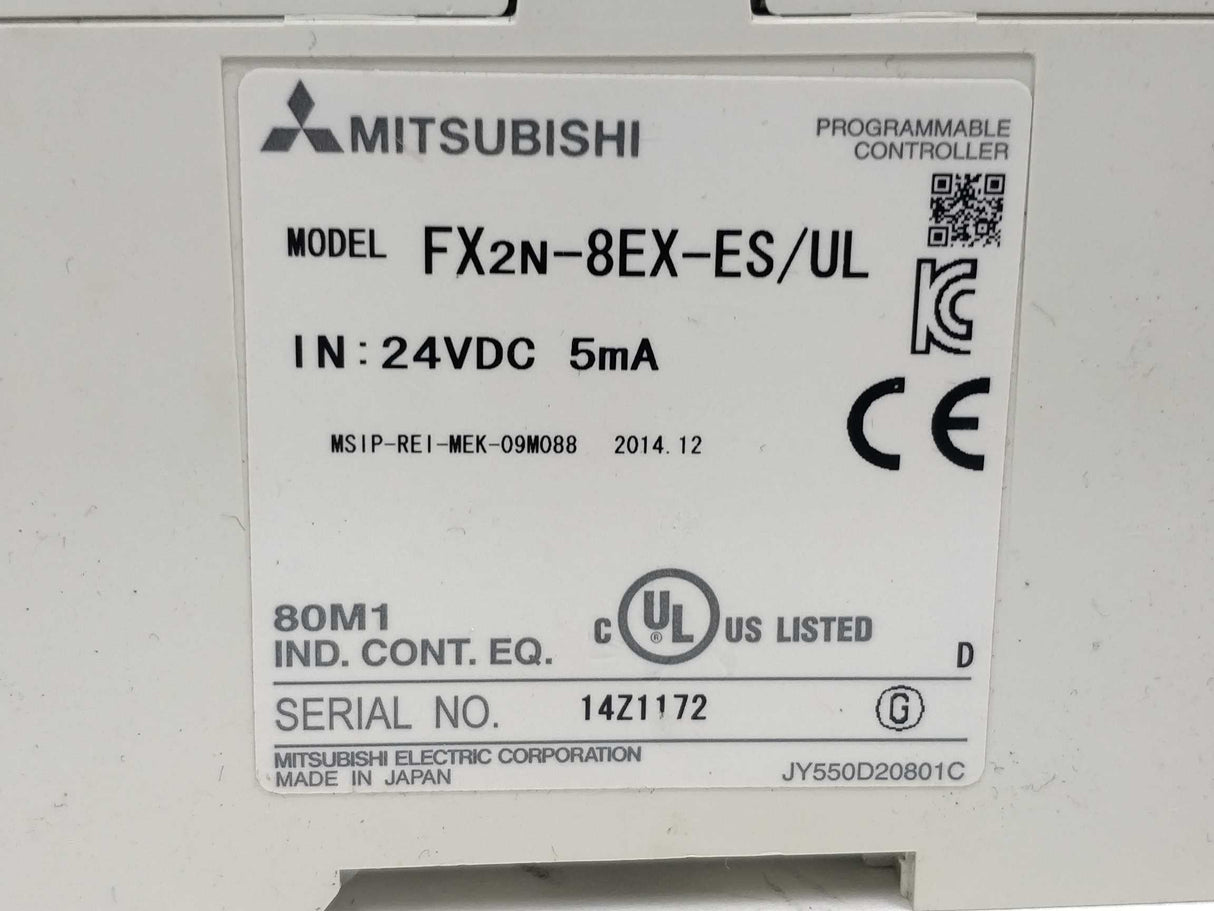 MITSUBISHI
PROGRAMMABLE
CONTROLLER
MODEL FX2N-8EX-ES/UL
IN: 24VDC 5mA
MSIP-REI-MEK-09M088 2014.12
CE
80M1
IND. CONT. EQ.
C UL® US LISTED
D
SERIAL NO. 14Z1172 G
MITSUBISHI ELECTRIC CORPORATION
MADE IN JAPAN
JY550D20801C